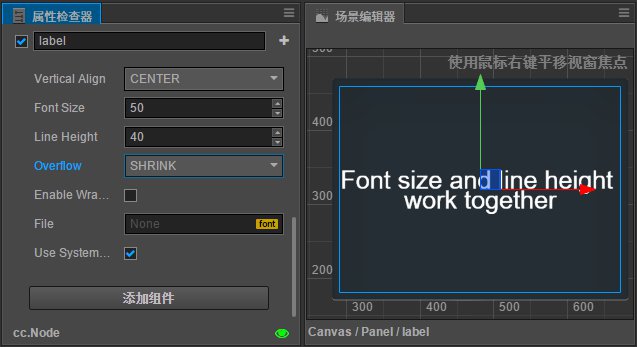 属性检查器
label
Vertical Align
CENTER
Font Size
50
Line Height
40
Overflow
SHRINK
Enable Wra...
File
None
font
Use System...
添加组件
cc.Node
场景编辑器
使用鼠标右键平移视窗焦点
500
400
300
200
300
400
500
600
Font size and line height
work together
Canvas / Panel / label